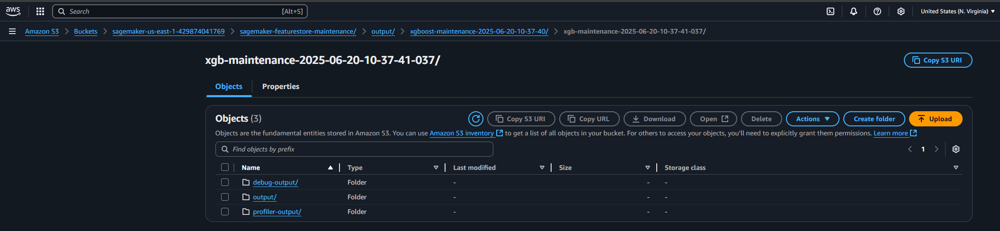 aws Search [Alt+S] United States (N. Virginia)
Amazon S3 Buckets sagemaker-us-east-1-429874041769 sagemaker-featurestore-maintenance/ output/ xgboost-maintenance-2025-06-20-10-37-40/ xgb-maintenance-2025-06-20-10-37-41-037/
xgb-maintenance-2025-06-20-10-37-41-037/ Copy S3 URI
Objects Properties
Objects (3) Copy S3 URI Copy URL Download Open Delete Actions Create folder Upload
Objects are the fundamental entities stored in Amazon S3. You can use Amazon S3 inventory to get a list of all objects in your bucket. For others to access your objects, you'll need to explicitly grant them permissions. Learn more
Find objects by prefix 1
Name Type Last modified Size Storage class
debug-output/ Folder - - -
output/ Folder - - -
profiler-output/ Folder - - -